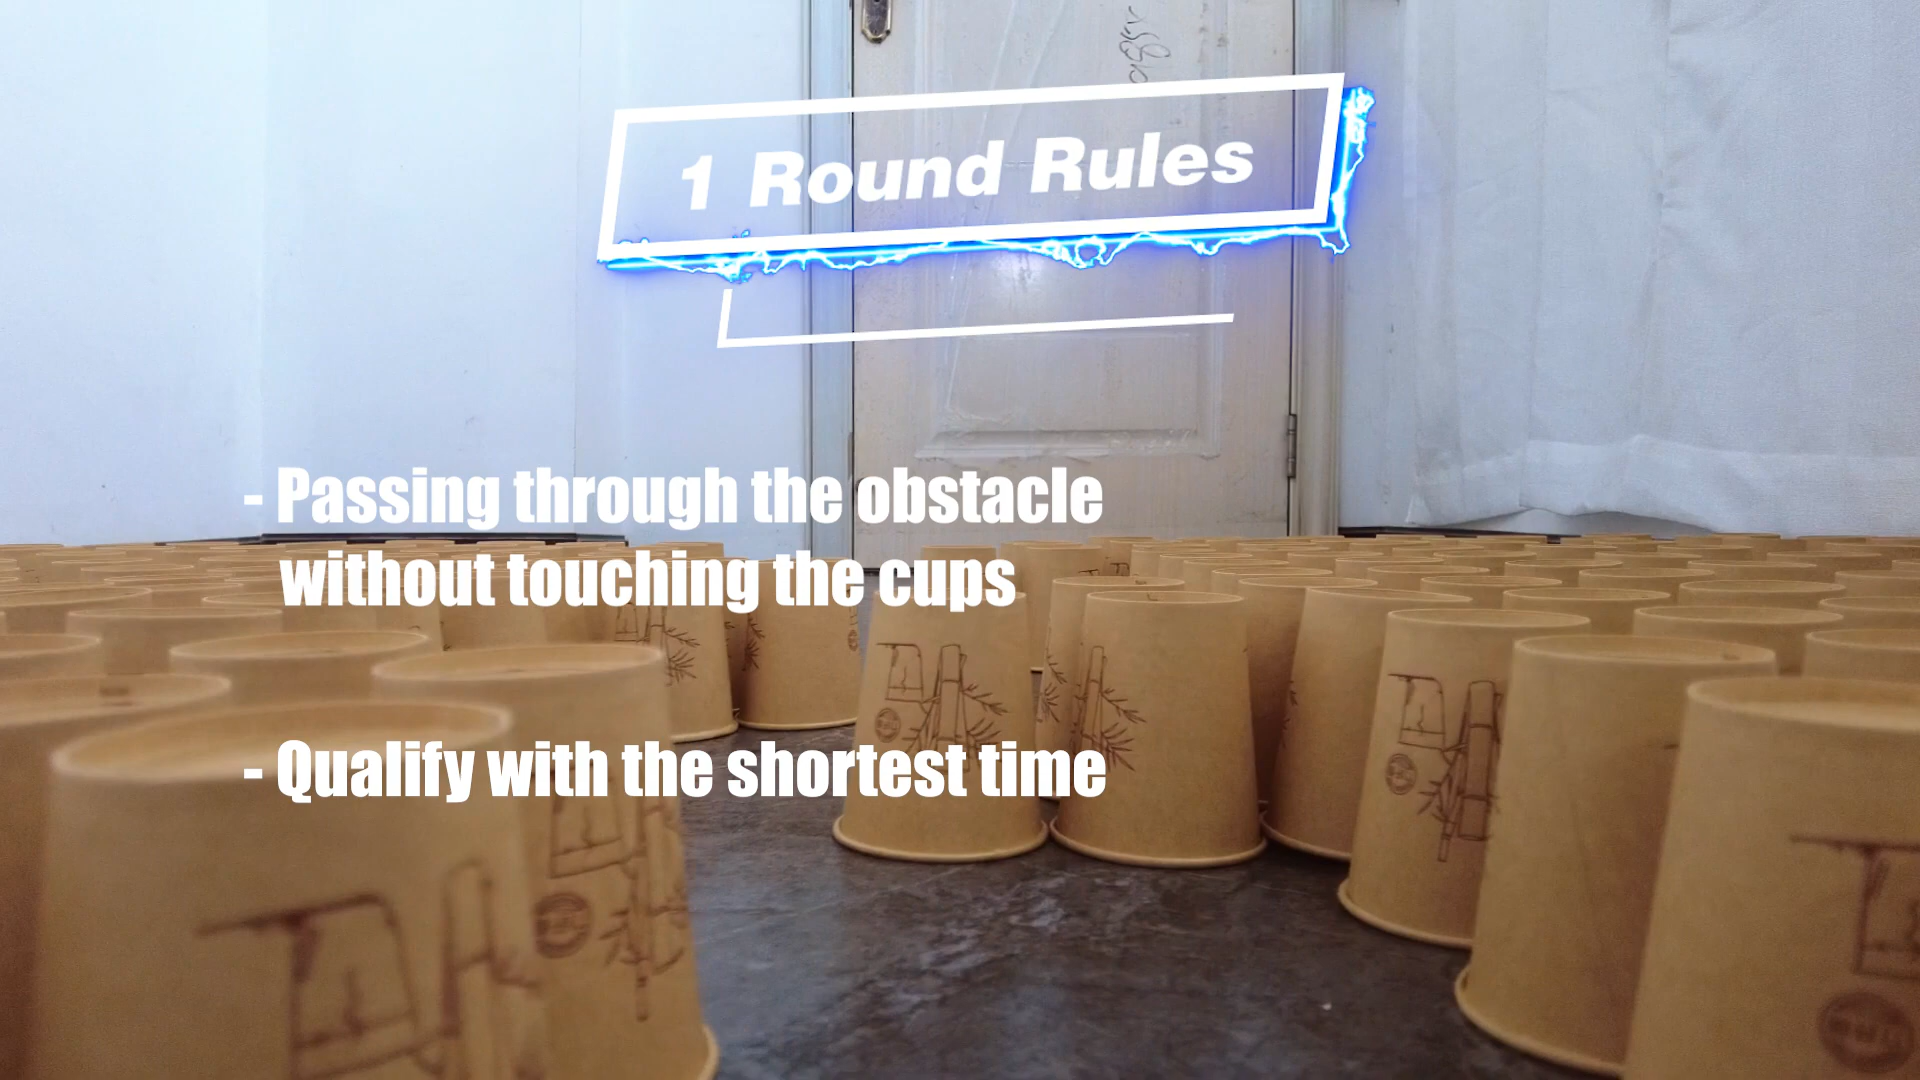 1 Round Rules
- Passing through the obstacle
without touching the cups
- Qualify with the shortest time